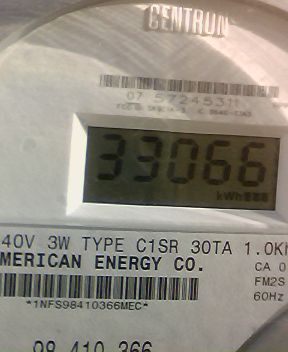 CENTRON
07 57245311
33066
kWh
40V 3W TYPE C1SR 30TA 1.0K
MERICAN ENERGY CO.
CA 0
FM2S
60Hz
*1NFS98410366MEC*
98 410 366